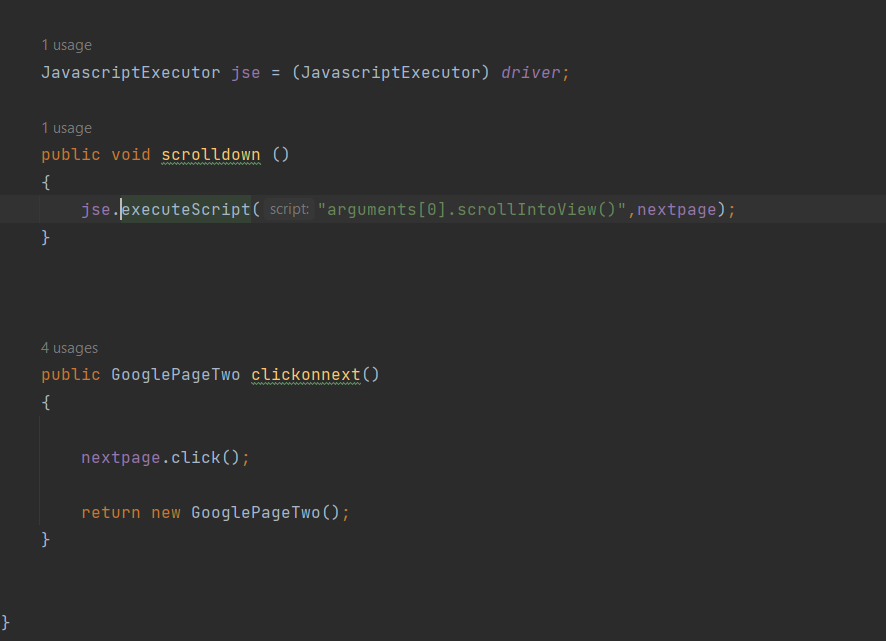 1 usage
JavascriptExecutor jse = (JavascriptExecutor) driver;
1 usage
public void scrolldown ()
{
jse.executeScript( script: "arguments[0].scrollIntoView()",nextpage);
}
4 usages
public GooglePageTwo clickonnext()
{
nextpage.click();
return new GooglePageTwo();
}
}